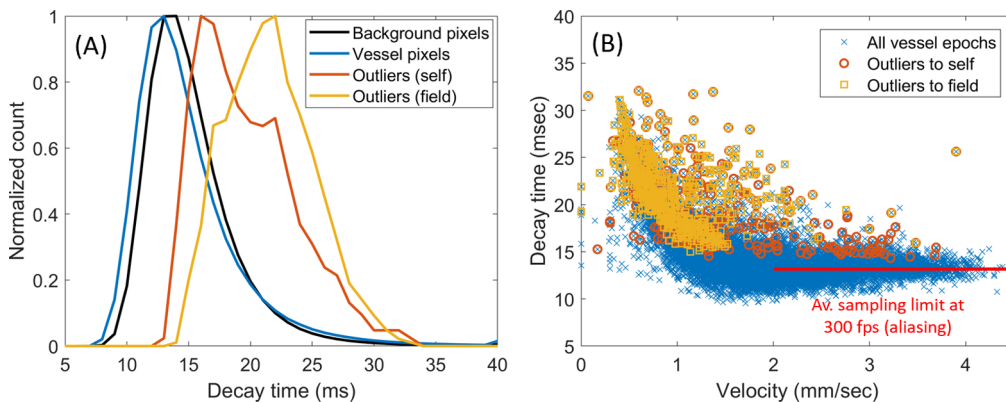 (A)
Background pixels
Vessel pixels
Outliers (self)
Outliers (field)
Normalized count
1
0.8
0.6
0.4
0.2
0
5 10 15 20 25 30 35 40
Decay time (ms)
(B)
All vessel epochs
Outliers to self
Outliers to field
Decay time (msec)
40
35
30
25
20
15
10
5
Av. sampling limit at
300 fps (aliasing)
0 1 2 3 4
Velocity (mm/sec)